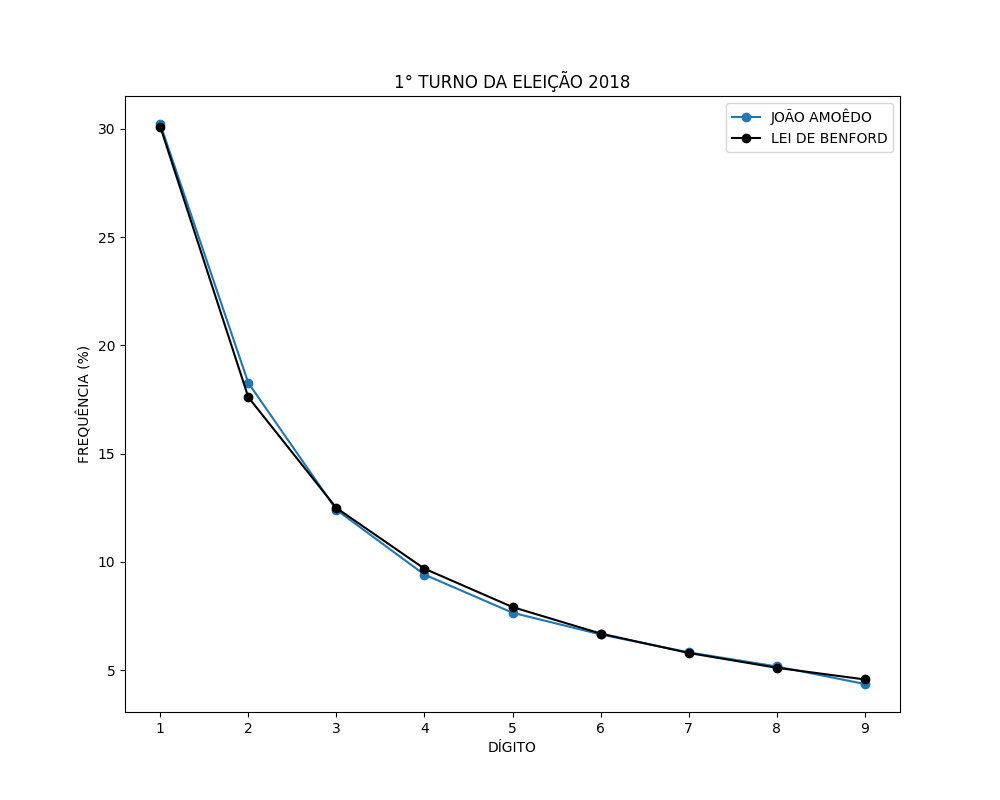 1° TURNO DA ELEIÇÃO 2018
JOÃO AMOÊDO
LEI DE BENFORD
30
25
20
15
10
5
FREQUÊNCIA (%)
1 2 3 4 5 6 7 8 9
DÍGITO